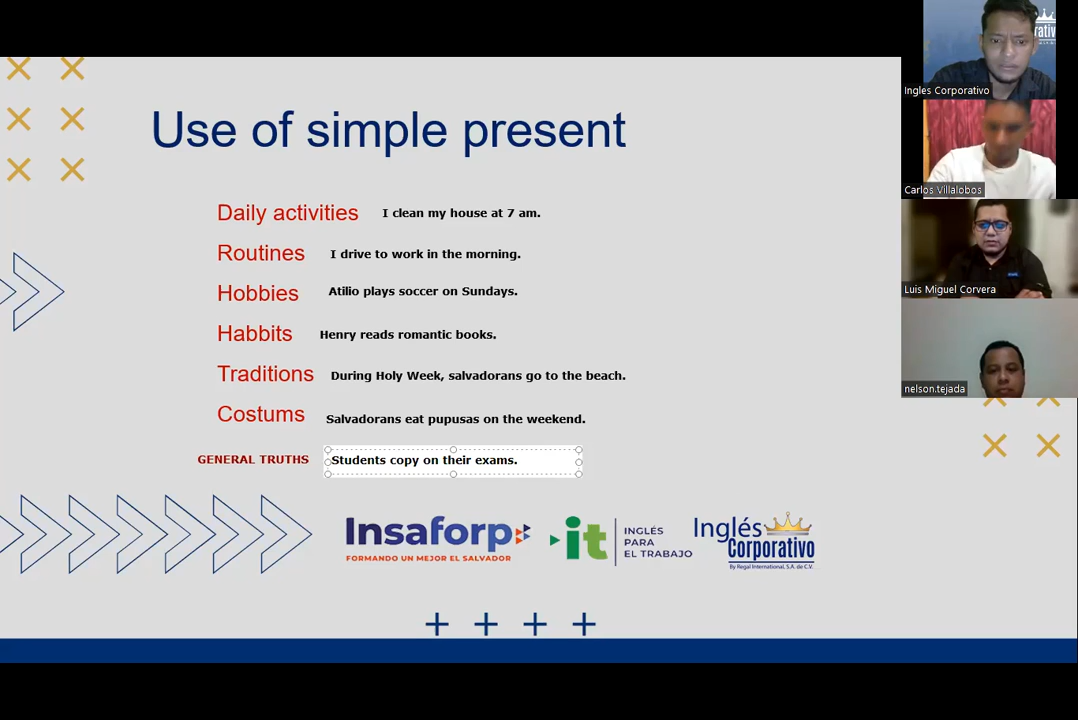 Use of simple present
Daily activities I clean my house at 7 am.
Routines I drive to work in the morning.
Hobbies Atilio plays soccer on Sundays.
Habbits Henry reads romantic books.
Traditions During Holy Week, salvadorans go to the beach.
Costums Salvadorans eat pupusas on the weekend.
GENERAL TRUTHS Students copy on their exams.
Insaforp
FORMANDO UN MEJOR EL SALVADOR
it
INGLÉS
PARA
EL TRABAJO
Inglés
Corporativo
By Regal International, S.A. de C.V.
Ingles Corporativo
Carlos Villalobos
Luis Miguel Corvera
nelson.tejada